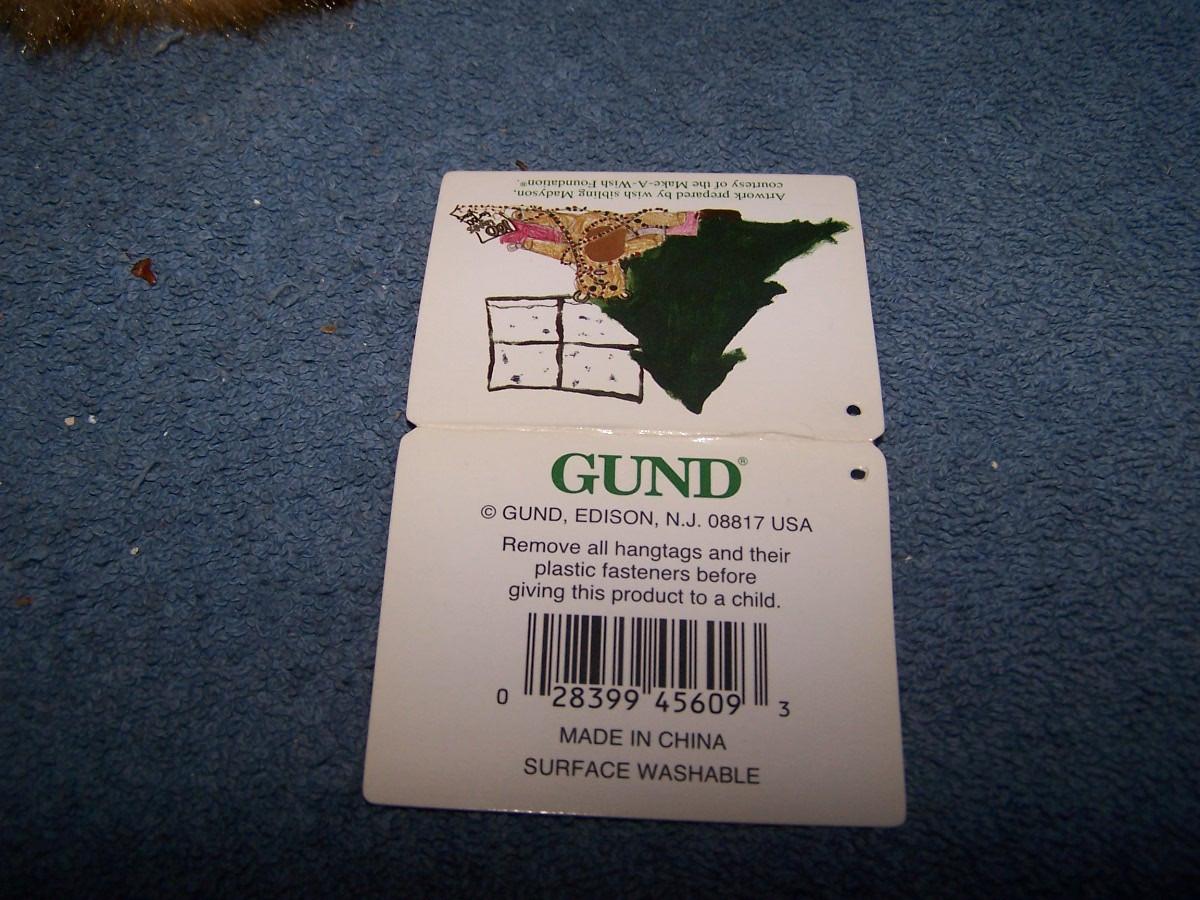 Artwork prepared by wish sibling Madyson,
courtesy of the Make-A-Wish Foundation.®
GUND®
© GUND, EDISON, N.J. 08817 USA
Remove all hangtags and their
plastic fasteners before
giving this product to a child.
0 28399 45609 3
MADE IN CHINA
SURFACE WASHABLE